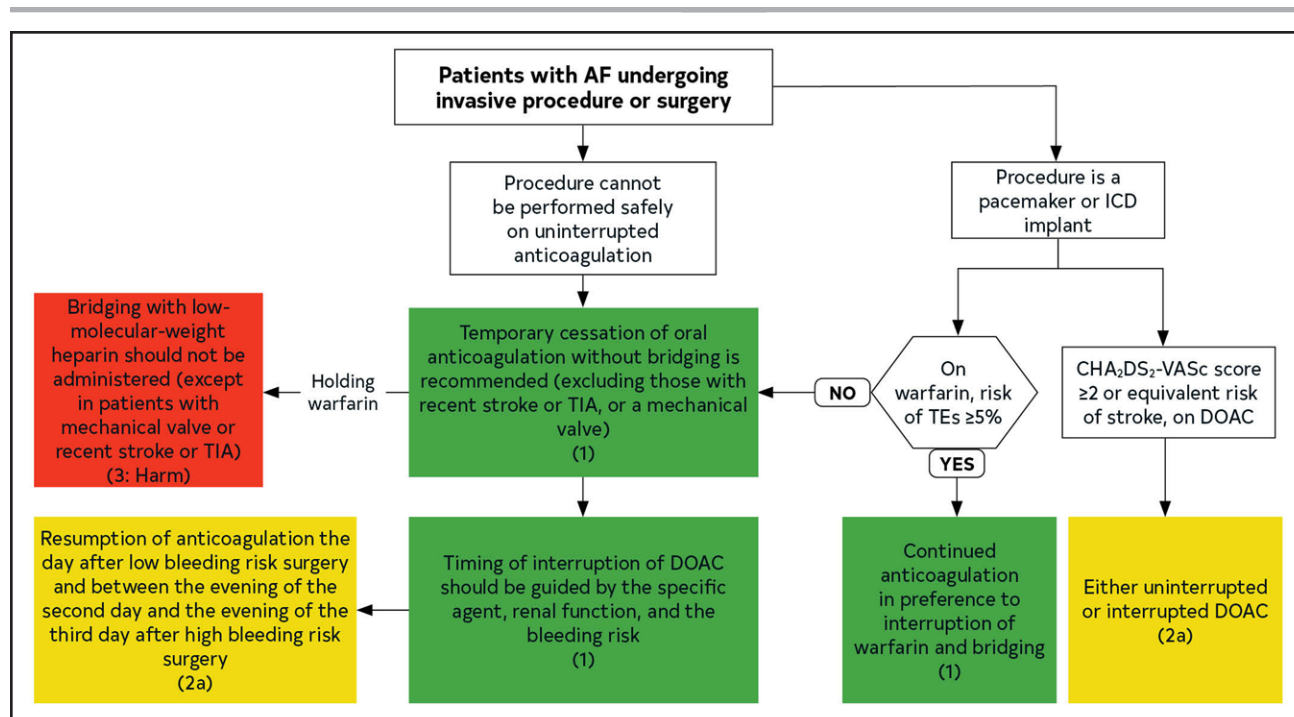 Patients with AF undergoing
invasive procedure or surgery
Procedure cannot
be performed safely
on uninterrupted
anticoagulation
Procedure is a
pacemaker or ICD
implant
Bridging with low-
molecular-weight
heparin should not be
administered (except
in patients with
mechanical valve or
recent stroke or TIA)
(3: Harm)
Holding
warfarin
Temporary cessation of oral
anticoagulation without bridging is
recommended (excluding those with
recent stroke or TIA, or a mechanical
valve)
(1)
NO
On
warfarin, risk
of TEs ≥5%
YES
CHA₂DS₂-VASc score
≥2 or equivalent risk
of stroke, on DOAC
Resumption of anticoagulation the
day after low bleeding risk surgery
and between the evening of the
second day and the evening of the
third day after high bleeding risk
surgery
(2a)
Timing of interruption of DOAC
should be guided by the specific
agent, renal function, and the
bleeding risk
(1)
Continued
anticoagulation
in preference to
interruption of
warfarin and bridging
(1)
Either uninterrupted
or interrupted DOAC
(2a)